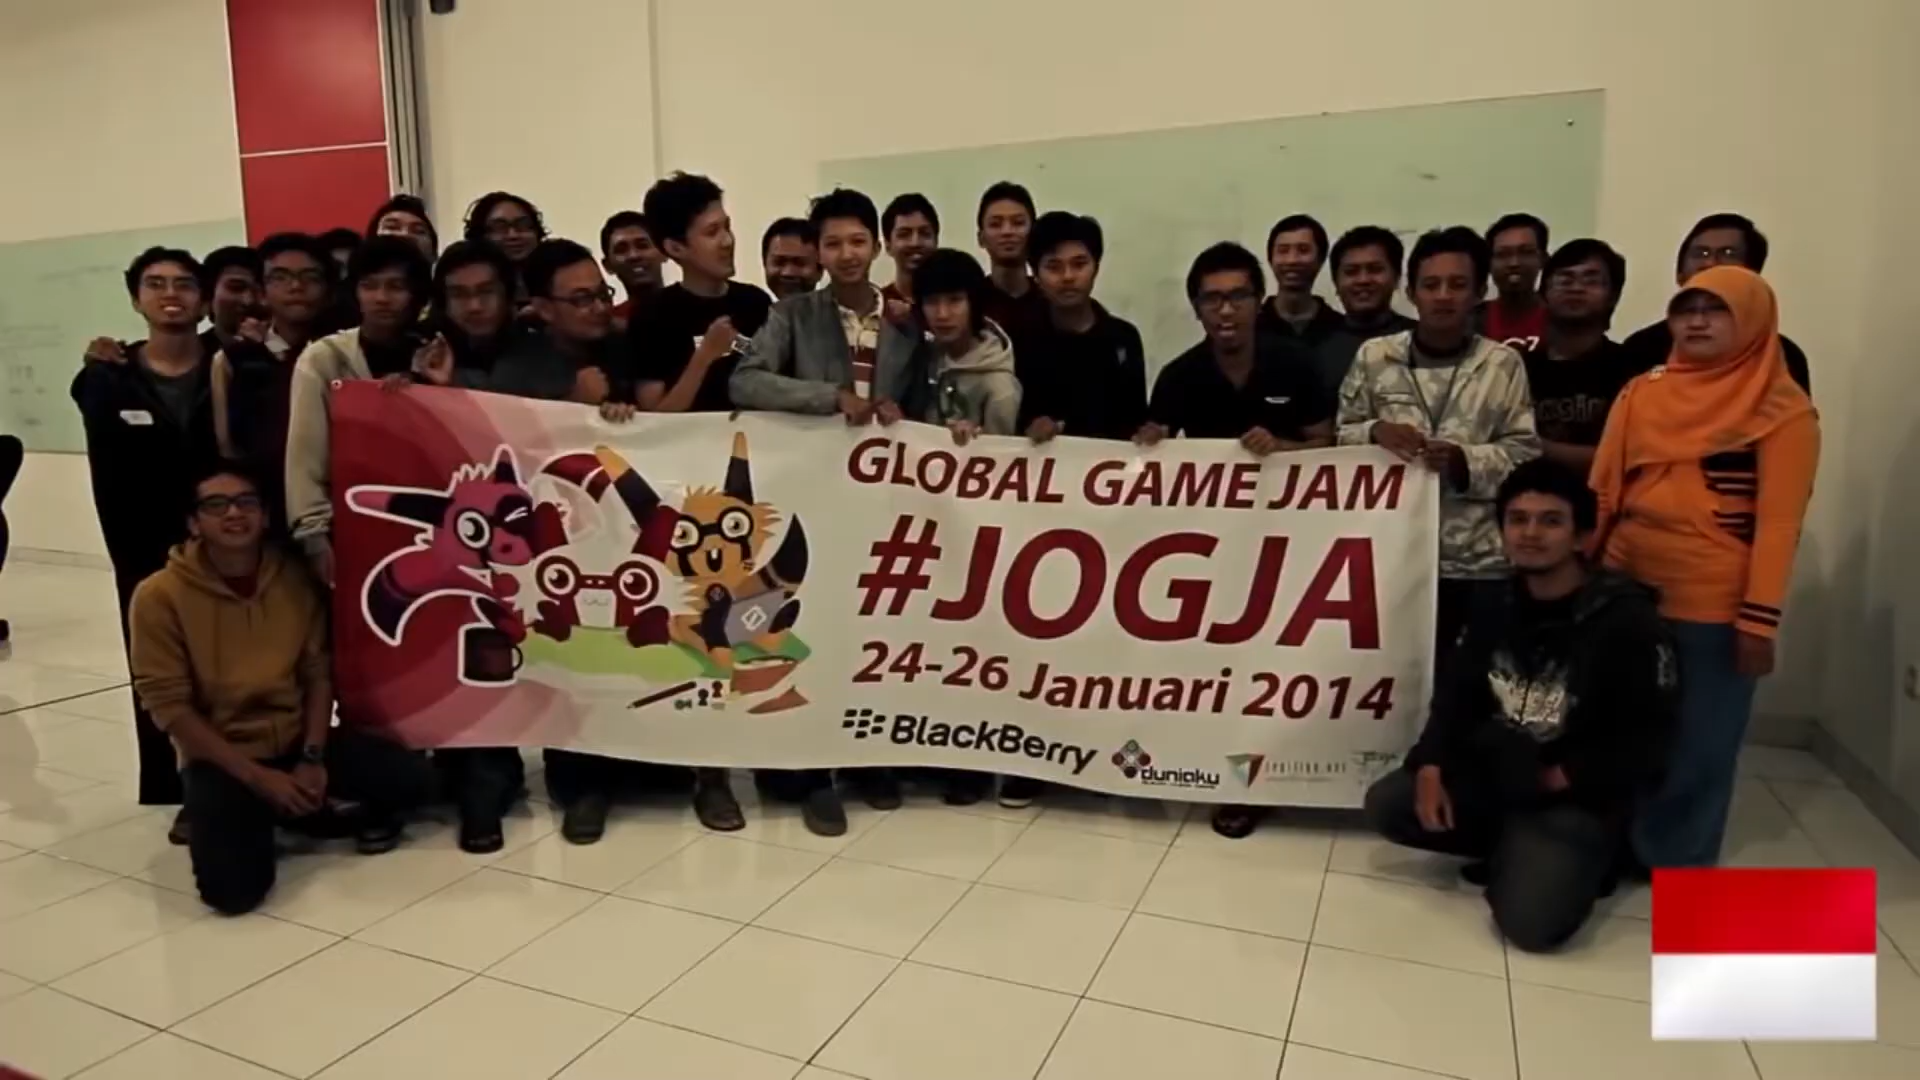 GLOBAL GAME JAM
#JOGJA
24-26 Januari 2014
BlackBerry
duniaku